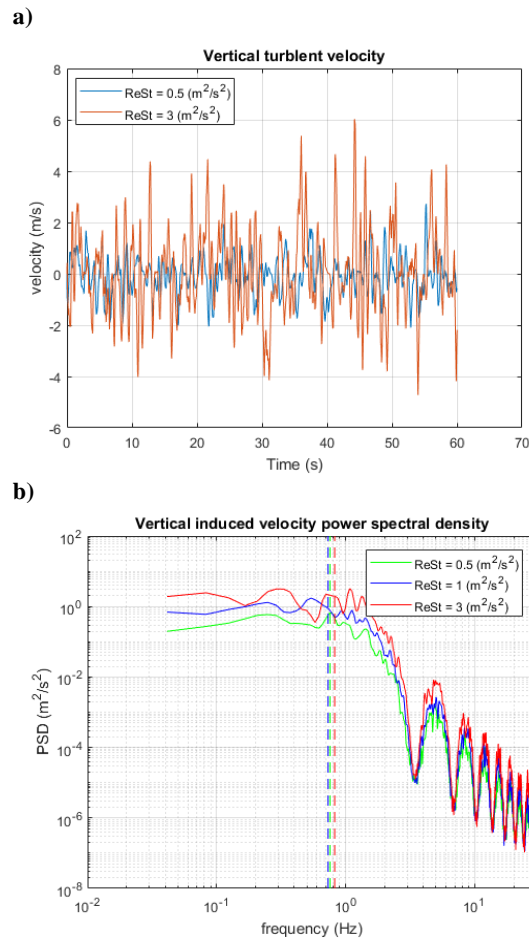 a)
Vertical turblent velocity
ReSt = 0.5 (m²/s²)
ReSt = 3 (m²/s²)
8
6
4
2
0
-2
-4
-6
velocity (m/s)
0 10 20 30 40 50 60 70
Time (s)
b)
Vertical induced velocity power spectral density
ReSt = 0.5 (m²/s²)
ReSt = 1 (m²/s²)
ReSt = 3 (m²/s²)
10²
10⁰
10⁻²
10⁻⁴
10⁻⁶
10⁻⁸
PSD (m²/s²)
10⁻² 10⁻¹ 10⁰ 10¹
frequency (Hz)